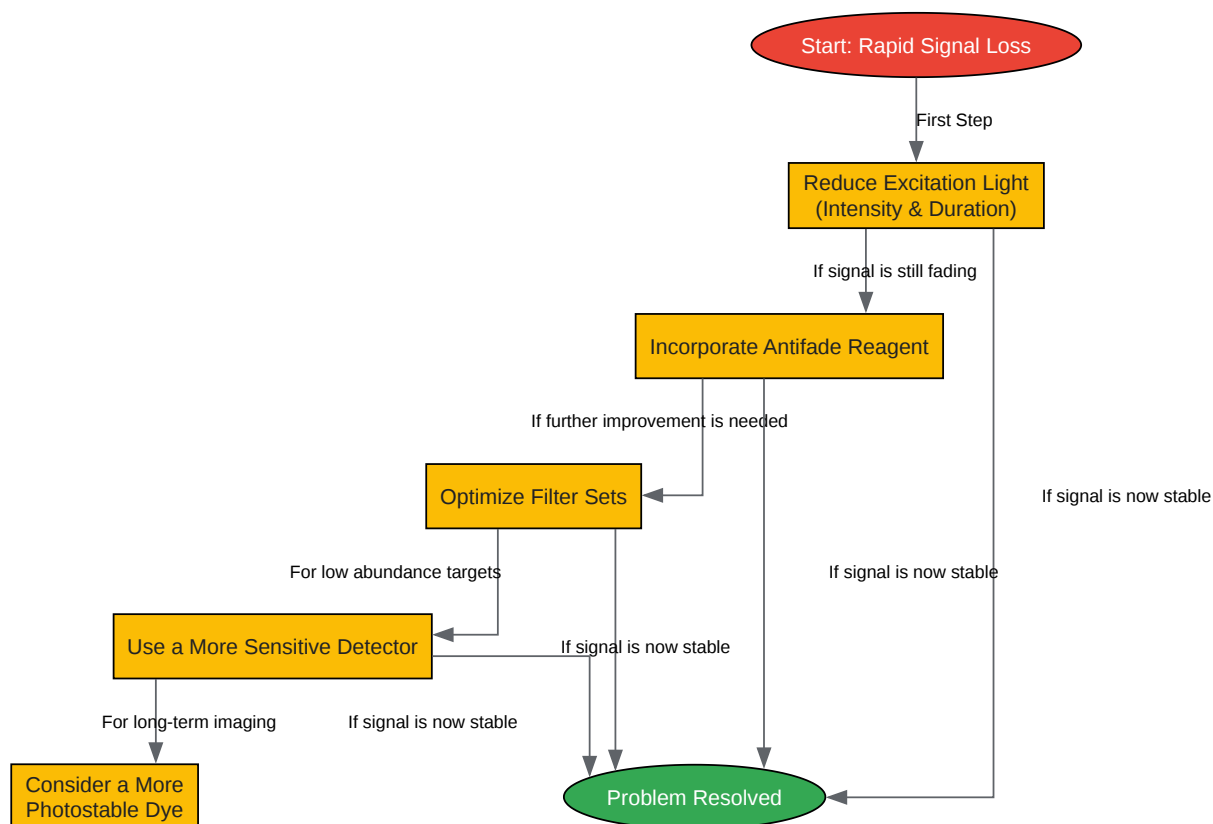 Start: Rapid Signal Loss
First Step
Reduce Excitation Light
(Intensity & Duration)
If signal is still fading
Incorporate Antifade Reagent
If further improvement is needed
Optimize Filter Sets
If signal is now stable
For low abundance targets
If signal is now stable
Use a More Sensitive Detector
If signal is now stable
For long-term imaging
If signal is now stable
Consider a More
Photostable Dye
Problem Resolved